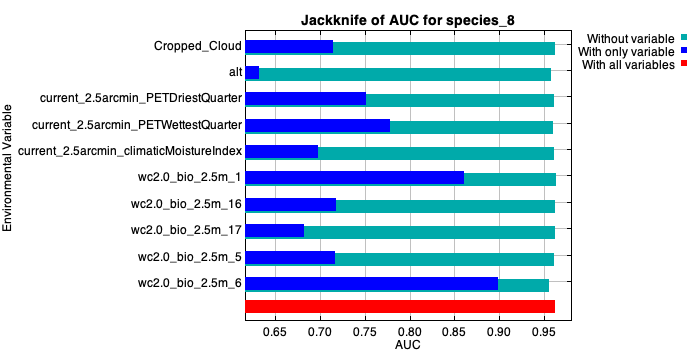 Jackknife of AUC for species_8
Without variable
With only variable
With all variables
Environmental Variable
Cropped_Cloud
alt
current_2.5arcmin_PETDriestQuarter
current_2.5arcmin_PETWettestQuarter
current_2.5arcmin_climaticMoistureIndex
wc2.0_bio_2.5m_1
wc2.0_bio_2.5m_16
wc2.0_bio_2.5m_17
wc2.0_bio_2.5m_5
wc2.0_bio_2.5m_6
0.65 0.70 0.75 0.80 0.85 0.90 0.95
AUC